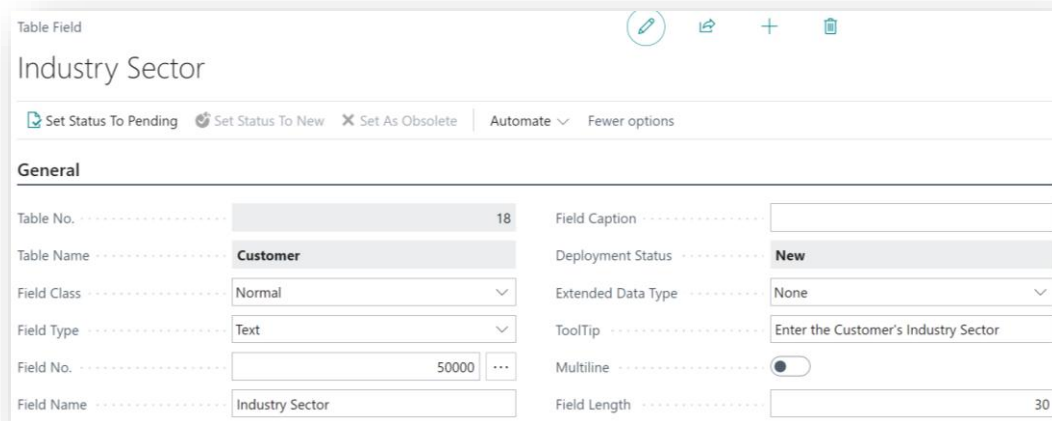 Table Field
Industry Sector
Set Status To Pending Set Status To New Set As Obsolete Automate Fewer options
General
Table No. 18 Field Caption
Table Name Customer Deployment Status New
Field Class Normal Extended Data Type None
Field Type Text ToolTip Enter the Customer's Industry Sector
Field No. 50000 ... Multiline
Field Name Industry Sector Field Length 30